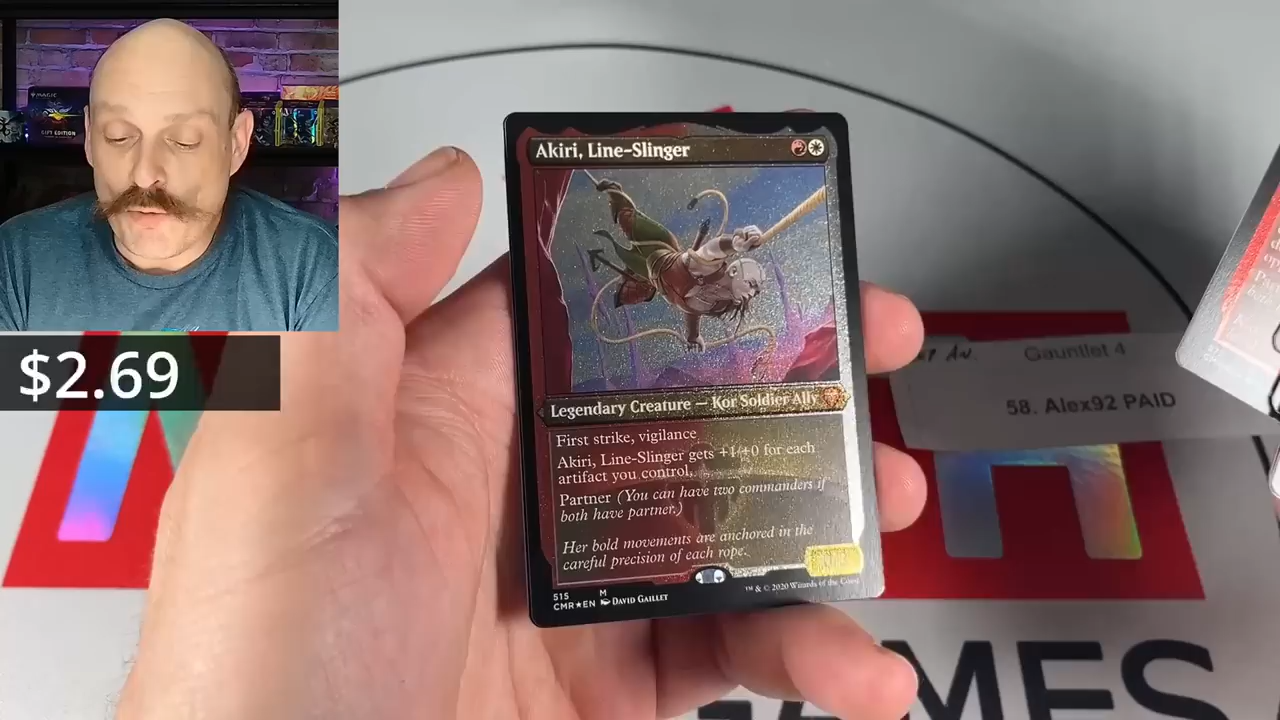 MAGIC
GIFT EDITION
$2.69
Akiri, Line-Slinger
Legendary Creature — Kor Soldier Ally
First strike, vigilance
Akiri, Line-Slinger gets +1/+0 for each
artifact you control.
Partner (You can have two commanders if
both have partner.)
Her bold movements are anchored in the
careful precision of each rope.
515 M
CMR★EN DAVID GAILLET
™ & © 2020 Wizards of the Coast
Gauntlet 4
58. Alex92 PAID
GAMES